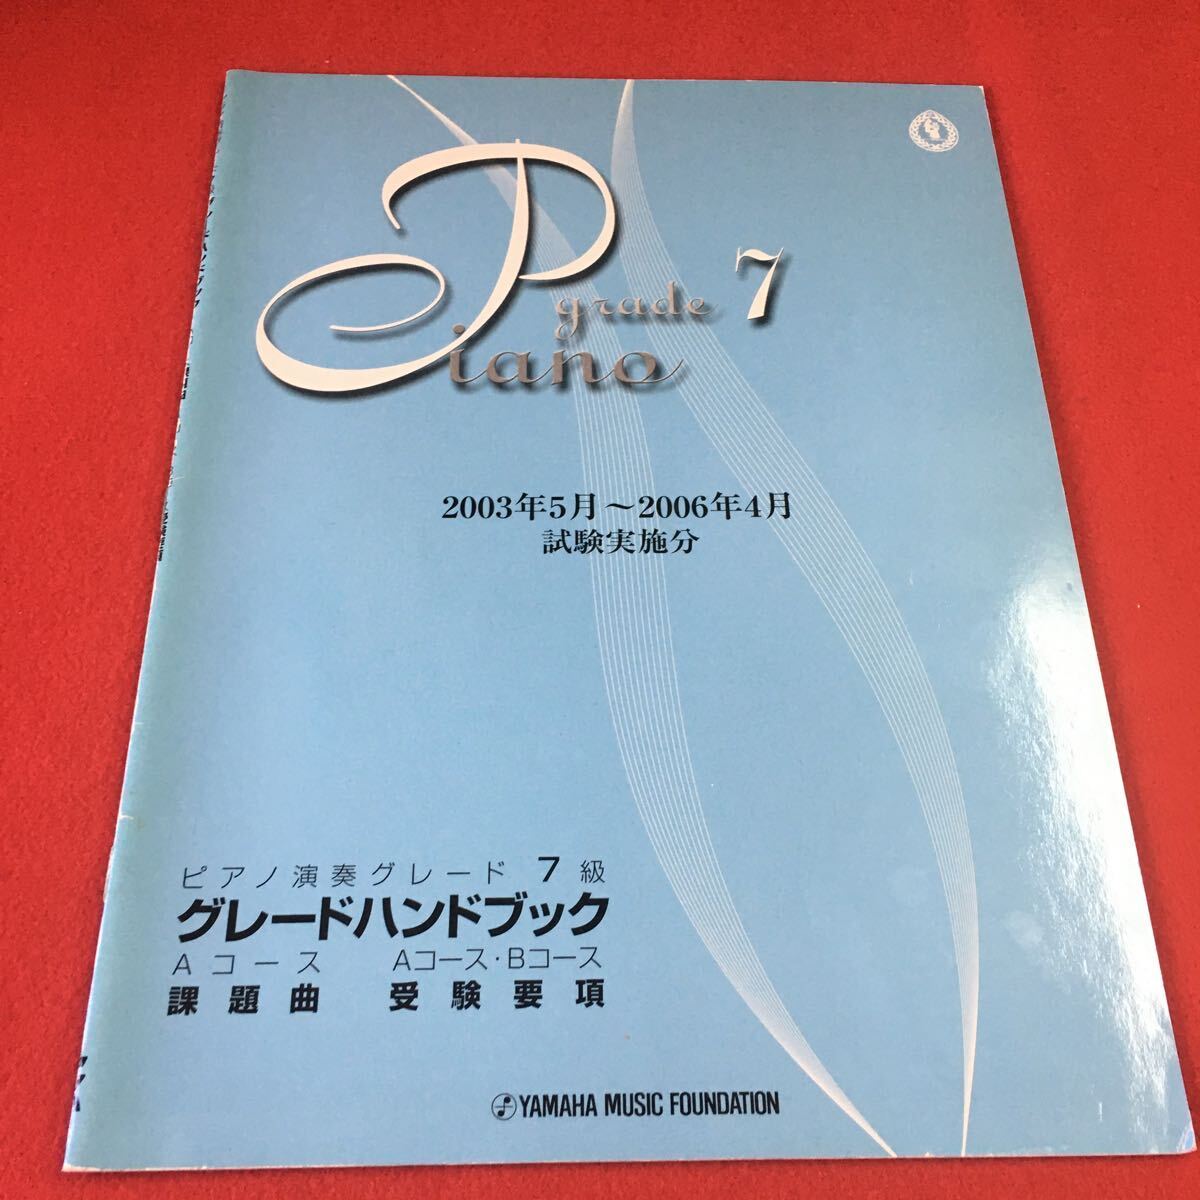 Piano
grade 7
2003年5月～2006年4月
試験実施分
ピアノ演奏グレード 7級
グレードハンドブック
Aコース Aコース・Bコース
課題曲 受験要項
YAMAHA MUSIC FOUNDATION